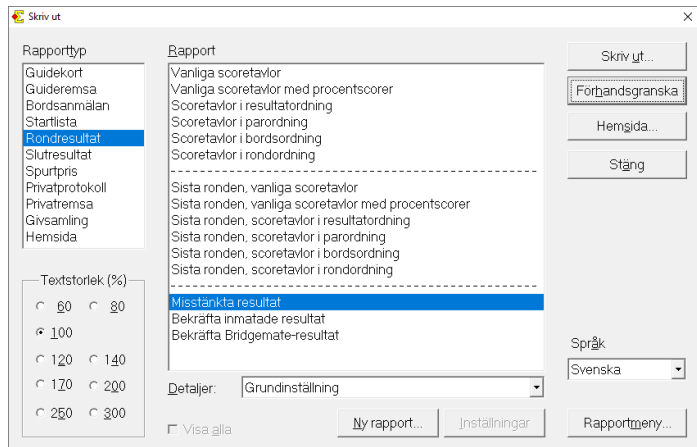 Skriv ut
Rapporttyp
Guidekort
Guideremsa
Bordsanmälan
Startlista
Rondresultat
Slutresultat
Spurtpris
Privatprotokoll
Privatremsa
Givsamling
Hemsida
Textstorlek (%)
60 80
100
120 140
170 200
250 300
Rapport
Vanliga scoretavlor
Vanliga scoretavlor med procentscorer
Scoretavlor i resultatordning
Scoretavlor i parordning
Scoretavlor i bordsordning
Scoretavlor i rondordning
Sista ronden, vanliga scoretavlor
Sista ronden, vanliga scoretavlor med procentscorer
Sista ronden, scoretavlor i resultatordning
Sista ronden, scoretavlor i parordning
Sista ronden, scoretavlor i bordsordning
Sista ronden, scoretavlor i rondordning
Misstänkta resultat
Bekräfta inmatade resultat
Bekräfta Bridgemate-resultat
Detaljer: Grundinställning
Visa alla
Ny rapport...
Inställningar
Skriv ut...
Förhandsgranska
Hemsida...
Stäng
Språk
Svenska
Rapportmeny...